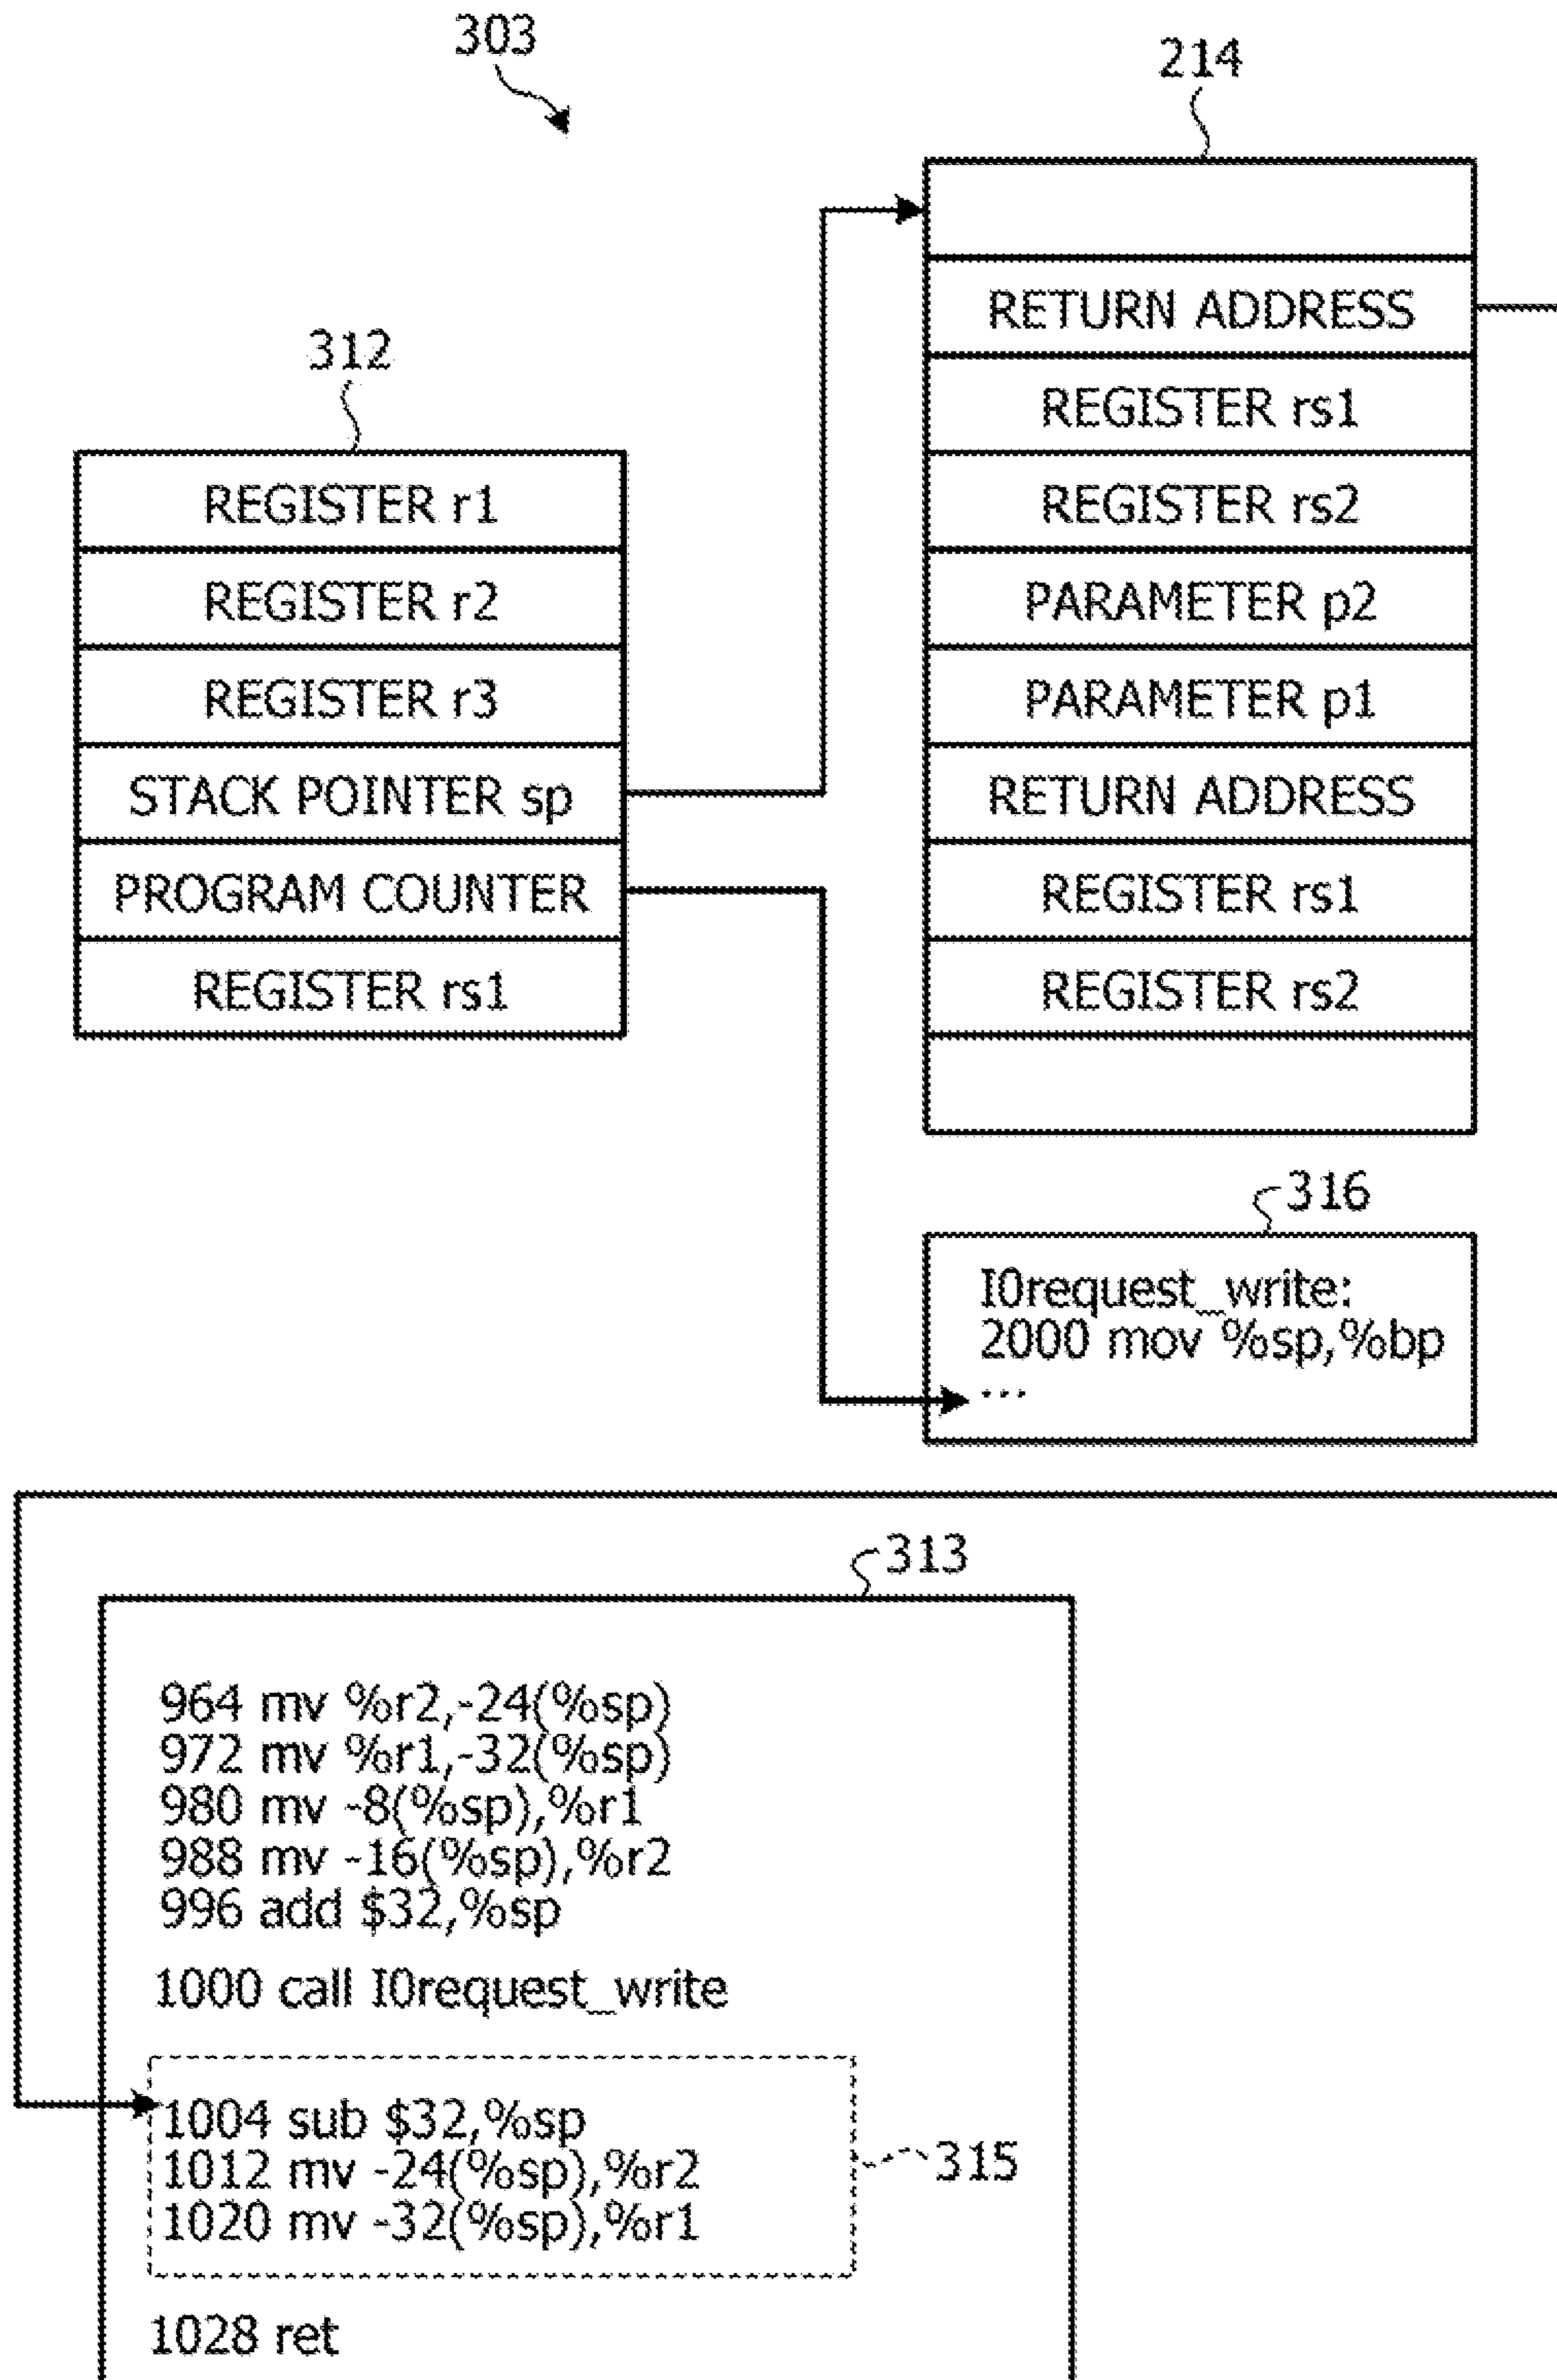 303
214
RETURN ADDRESS
REGISTER rs1
REGISTER rs2
PARAMETER p2
PARAMETER p1
RETURN ADDRESS
REGISTER rs1
REGISTER rs2
312
REGISTER r1
REGISTER r2
REGISTER r3
STACK POINTER sp
PROGRAM COUNTER
REGISTER rs1
316
I0request_write:
2000 mov %sp,%bp
...
313
964 mv %r2,-24(%sp)
972 mv %r1,-32(%sp)
980 mv -8(%sp),%r1
988 mv -16(%sp),%r2
996 add $32,%sp
1000 call I0request_write
1004 sub $32,%sp
1012 mv -24(%sp),%r2
1020 mv -32(%sp),%r1
315
1028 ret